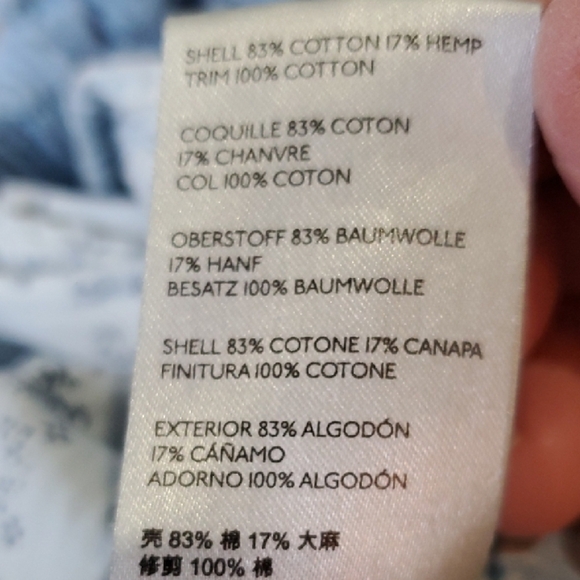 SHELL 83% COTTON 17% HEMP
TRIM 100% COTTON
COQUILLE 83% COTON
17% CHANVRE
COL 100% COTON
OBERSTOFF 83% BAUMWOLLE
17% HANF
BESATZ 100% BAUMWOLLE
SHELL 83% COTONE 17% CANAPA
FINITURA 100% COTONE
EXTERIOR 83% ALGODÓN
17% CÁÑAMO
ADORNO 100% ALGODÓN
壳 83% 棉 17% 大麻
修剪 100% 棉